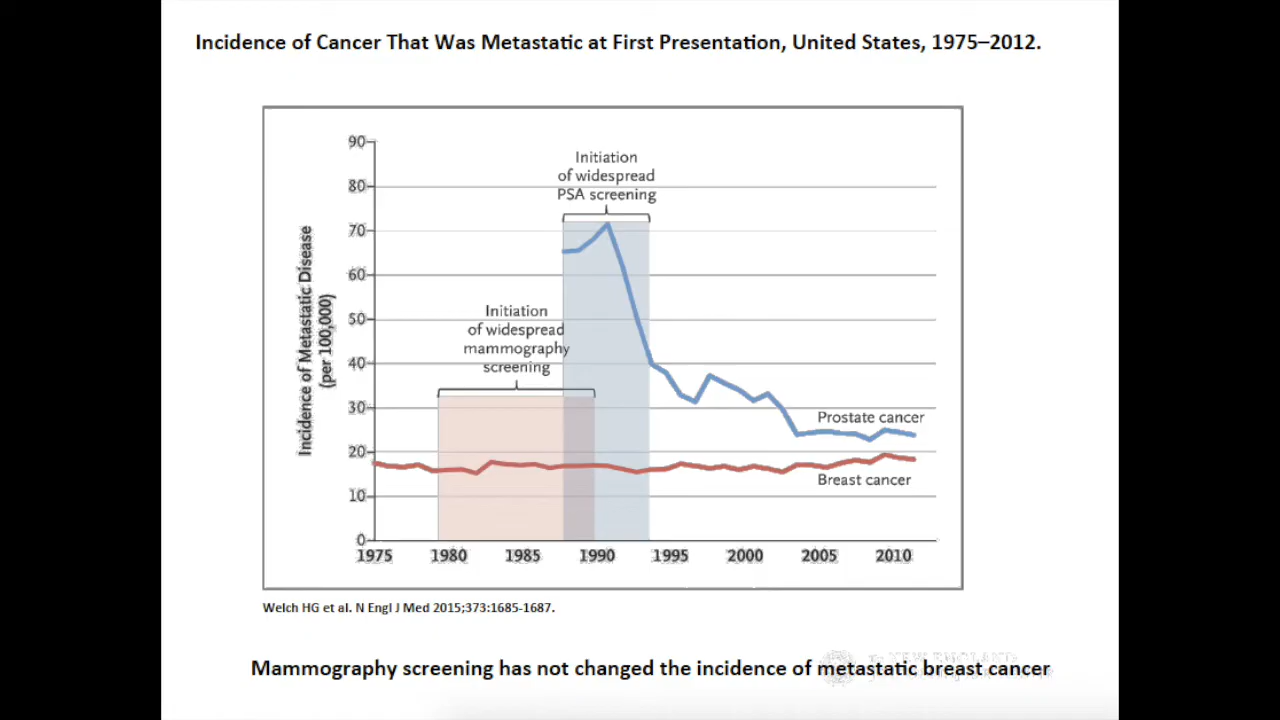 Incidence of Cancer That Was Metastatic at First Presentation, United States, 1975–2012.
90
80
70
60
50
40
30
20
10
0
Incidence of Metastatic Disease
(per 100,000)
Initiation
of widespread
PSA screening
Initiation
of widespread
mammography
screening
Prostate cancer
Breast cancer
1975 1980 1985 1990 1995 2000 2005 2010
Welch HG et al. N Engl J Med 2015;373:1685-1687.
Mammography screening has not changed the incidence of metastatic breast cancer